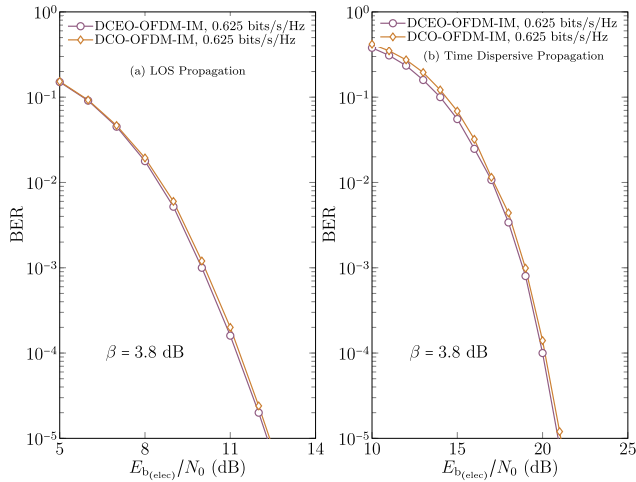 10^0
10^-1
10^-2
10^-3
10^-4
10^-5
BER
DCEO-OFDM-IM, 0.625 bits/s/Hz
DCO-OFDM-IM, 0.625 bits/s/Hz
(a) LOS Propagation
β = 3.8 dB
5 8 11 14
E_b(elec)/N_0 (dB)
10^0
10^-1
10^-2
10^-3
10^-4
10^-5
BER
DCEO-OFDM-IM, 0.625 bits/s/Hz
DCO-OFDM-IM, 0.625 bits/s/Hz
(b) Time Dispersive Propagation
β = 3.8 dB
10 15 20 25
E_b(elec)/N_0 (dB)